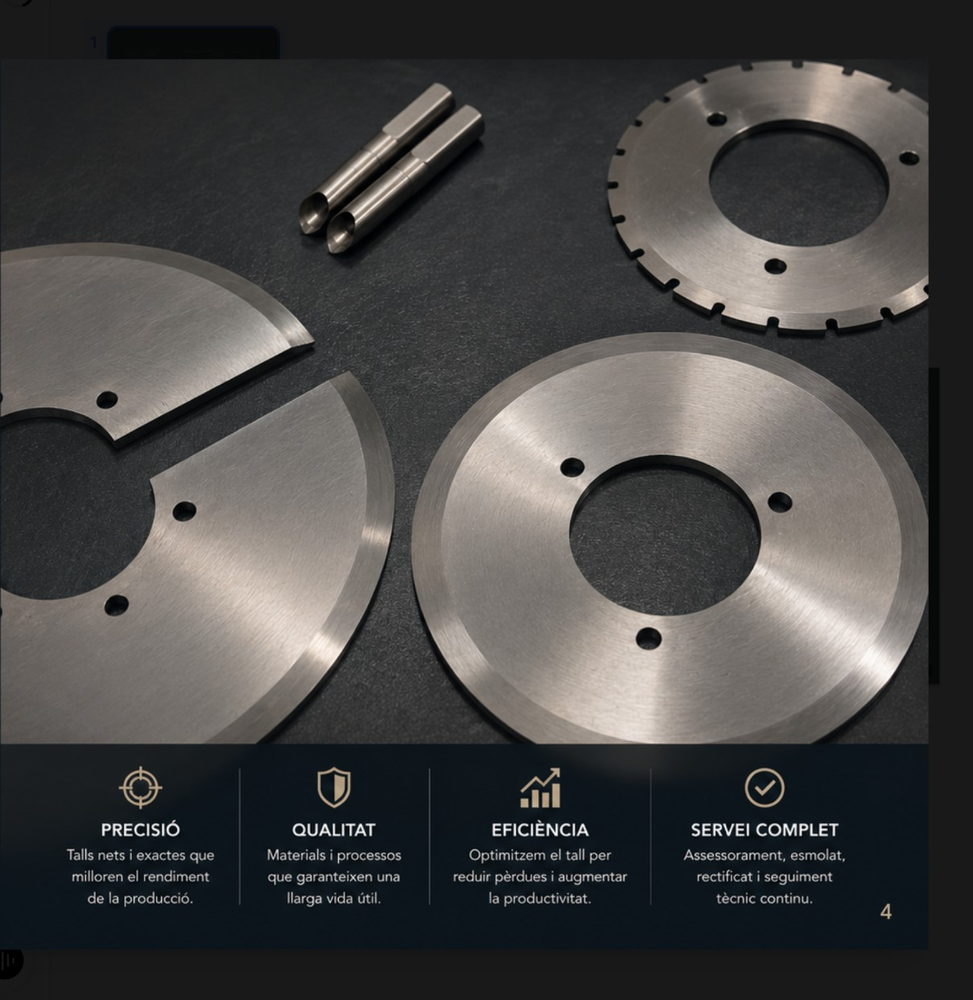 1
PRECISIÓ
Talls nets i exactes que
milloren el rendiment
de la producció.
QUALITAT
Materials i processos
que garanteixen una
llarga vida útil.
EFICIÈNCIA
Optimitzem el tall per
reduir pèrdues i augmentar
la productivitat.
SERVEI COMPLET
Assessorament, esmolat,
rectificat i seguiment
tècnic continu.
4